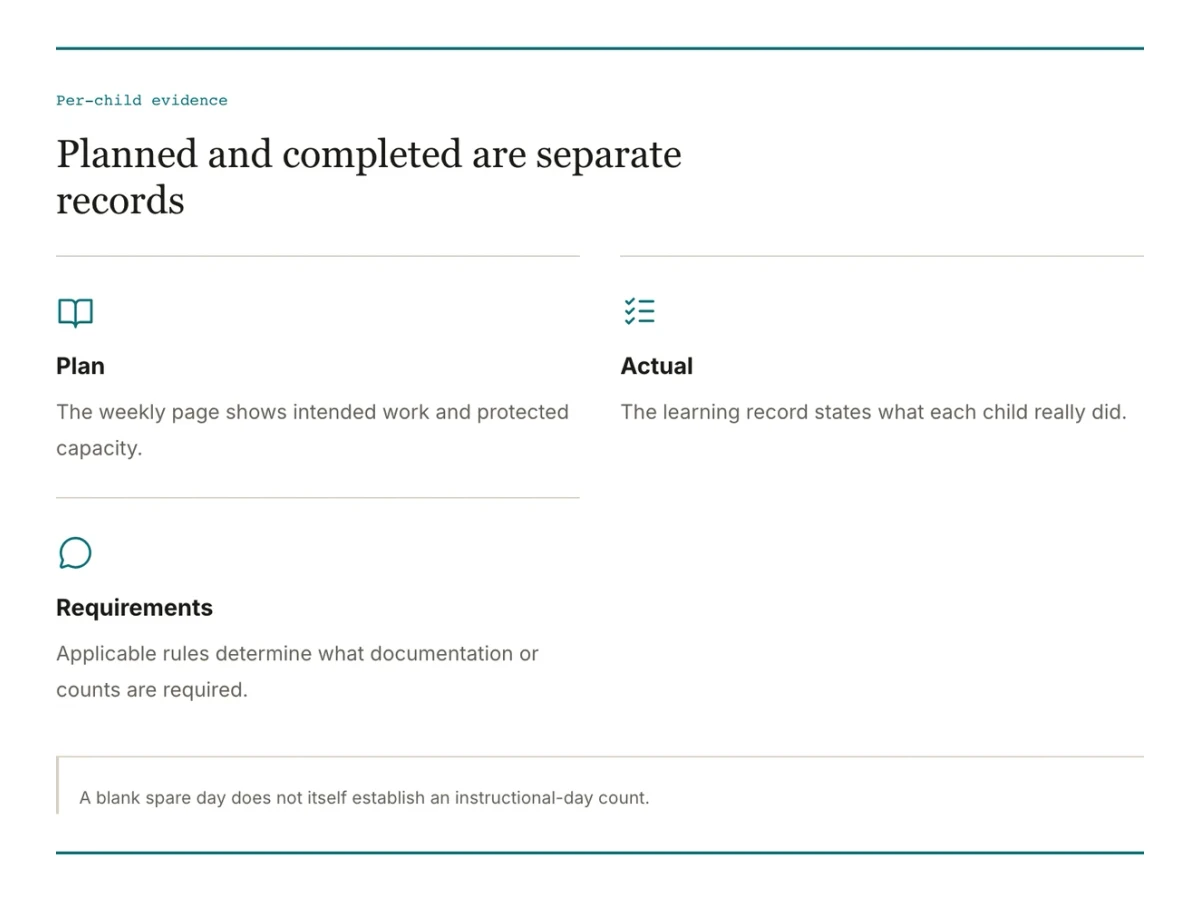 Per-child evidence
Planned and completed are separate
records
Plan
The weekly page shows intended work and protected
capacity.
Actual
The learning record states what each child really did.
Requirements
Applicable rules determine what documentation or
counts are required.
A blank spare day does not itself establish an instructional-day count.